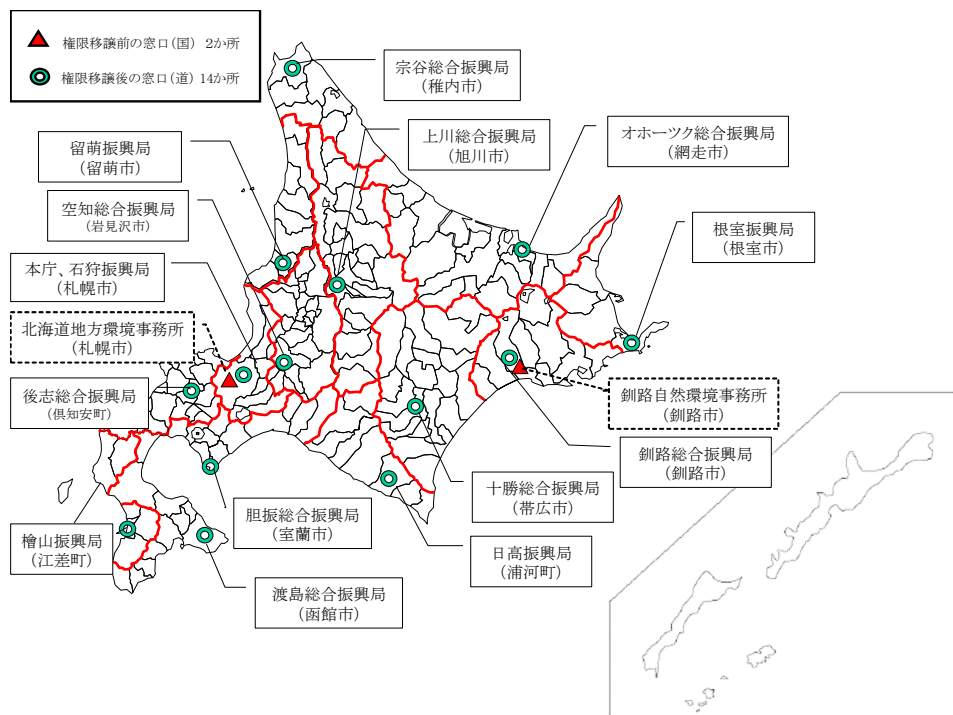 権限移譲前の窓口(国) 2か所
権限移譲後の窓口(道) 14か所
宗谷総合振興局
(稚内市)
上川総合振興局
(旭川市)
オホーツク総合振興局
(網走市)
留萌振興局
(留萌市)
空知総合振興局
(岩見沢市)
根室振興局
(根室市)
本庁、石狩振興局
(札幌市)
北海道地方環境事務所
(札幌市)
後志総合振興局
(倶知安町)
釧路自然環境事務所
(釧路市)
釧路総合振興局
(釧路市)
十勝総合振興局
(帯広市)
胆振総合振興局
(室蘭市)
檜山振興局
(江差町)
日高振興局
(浦河町)
渡島総合振興局
(函館市)